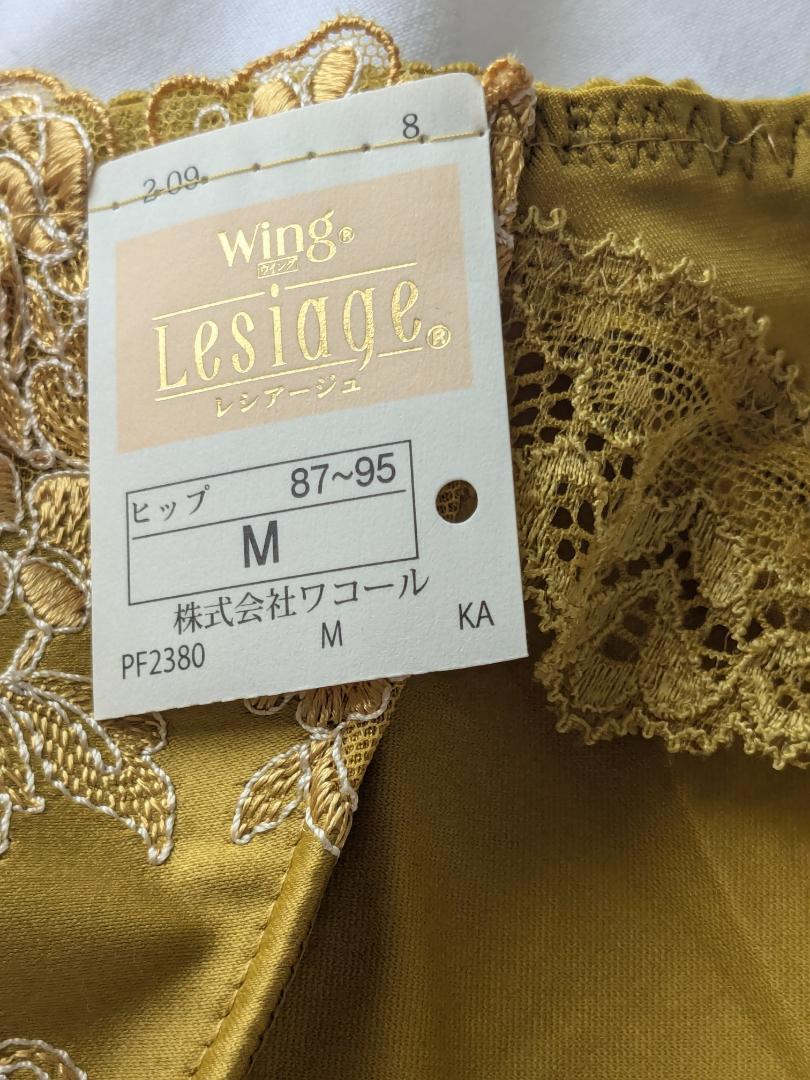 2-09 8
Wing®
ウイング
Lesiage®
レシアージュ
ヒップ 87~95
M
株式会社ワコール
PF2380 M KA